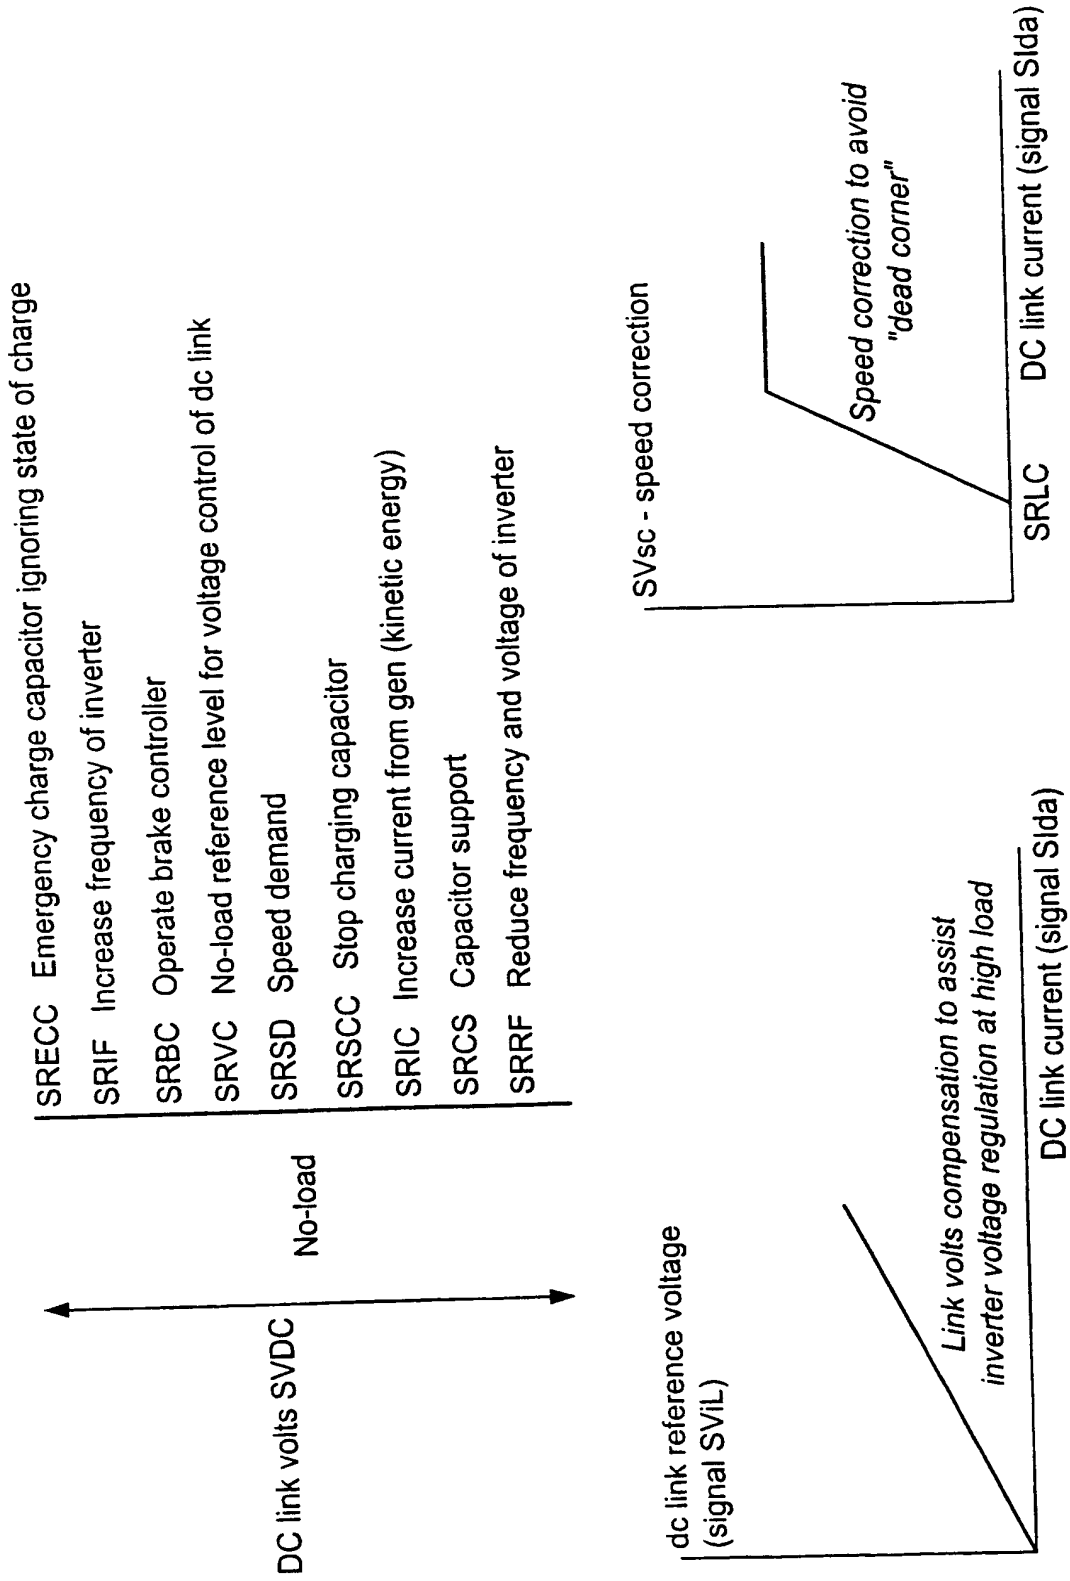 SRECC Emergency charge capacitor ignoring state of charge
SRIF Increase frequency of inverter
SRBC Operate brake controller
SRVC No-load reference level for voltage control of dc link
SRSD Speed demand
SRSCC Stop charging capacitor
SRIC Increase current from gen (kinetic energy)
SRCS Capacitor support
SRRF Reduce frequency and voltage of inverter
DC link volts SVDC
No-load
dc link reference voltage
(signal SViL)
Link volts compensation to assist
inverter voltage regulation at high load
DC link current (signal SIda)
SVsc - speed correction
Speed correction to avoid
"dead corner"
SRLC
DC link current (signal SIda)